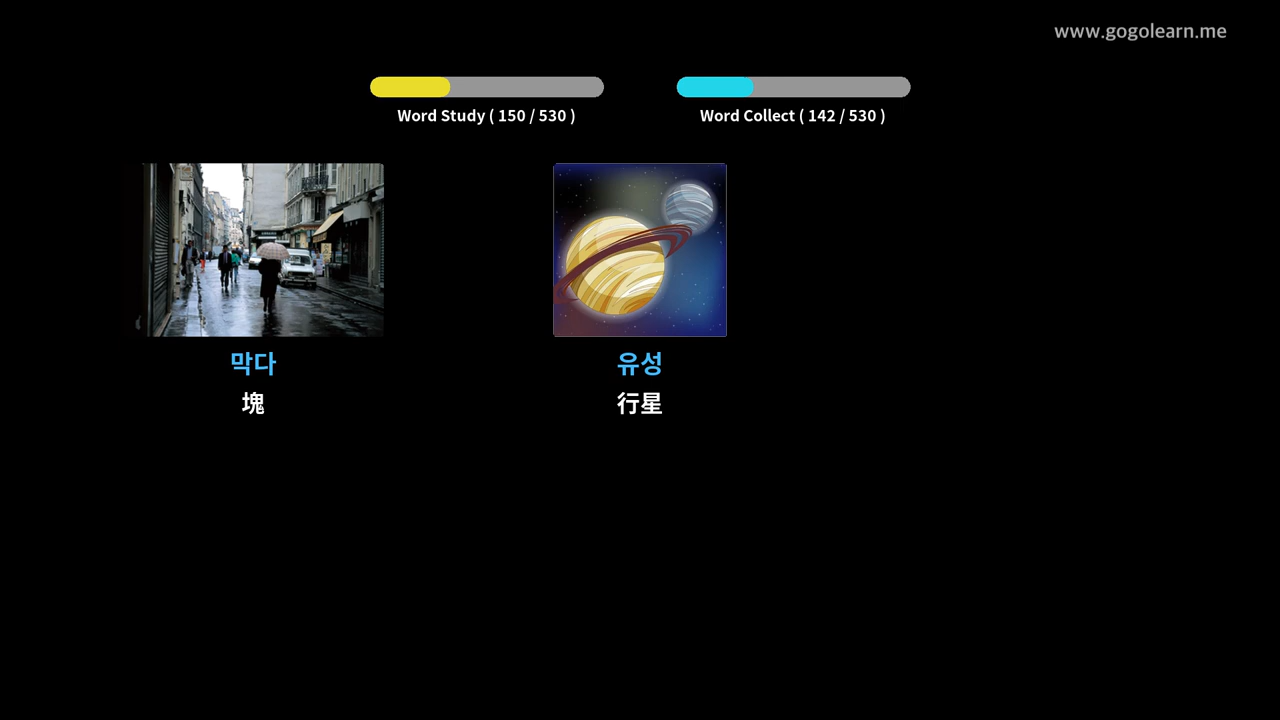 www.gogolearn.me
Word Study ( 150 / 530 )
Word Collect ( 142 / 530 )
막다
塊
유성
行星